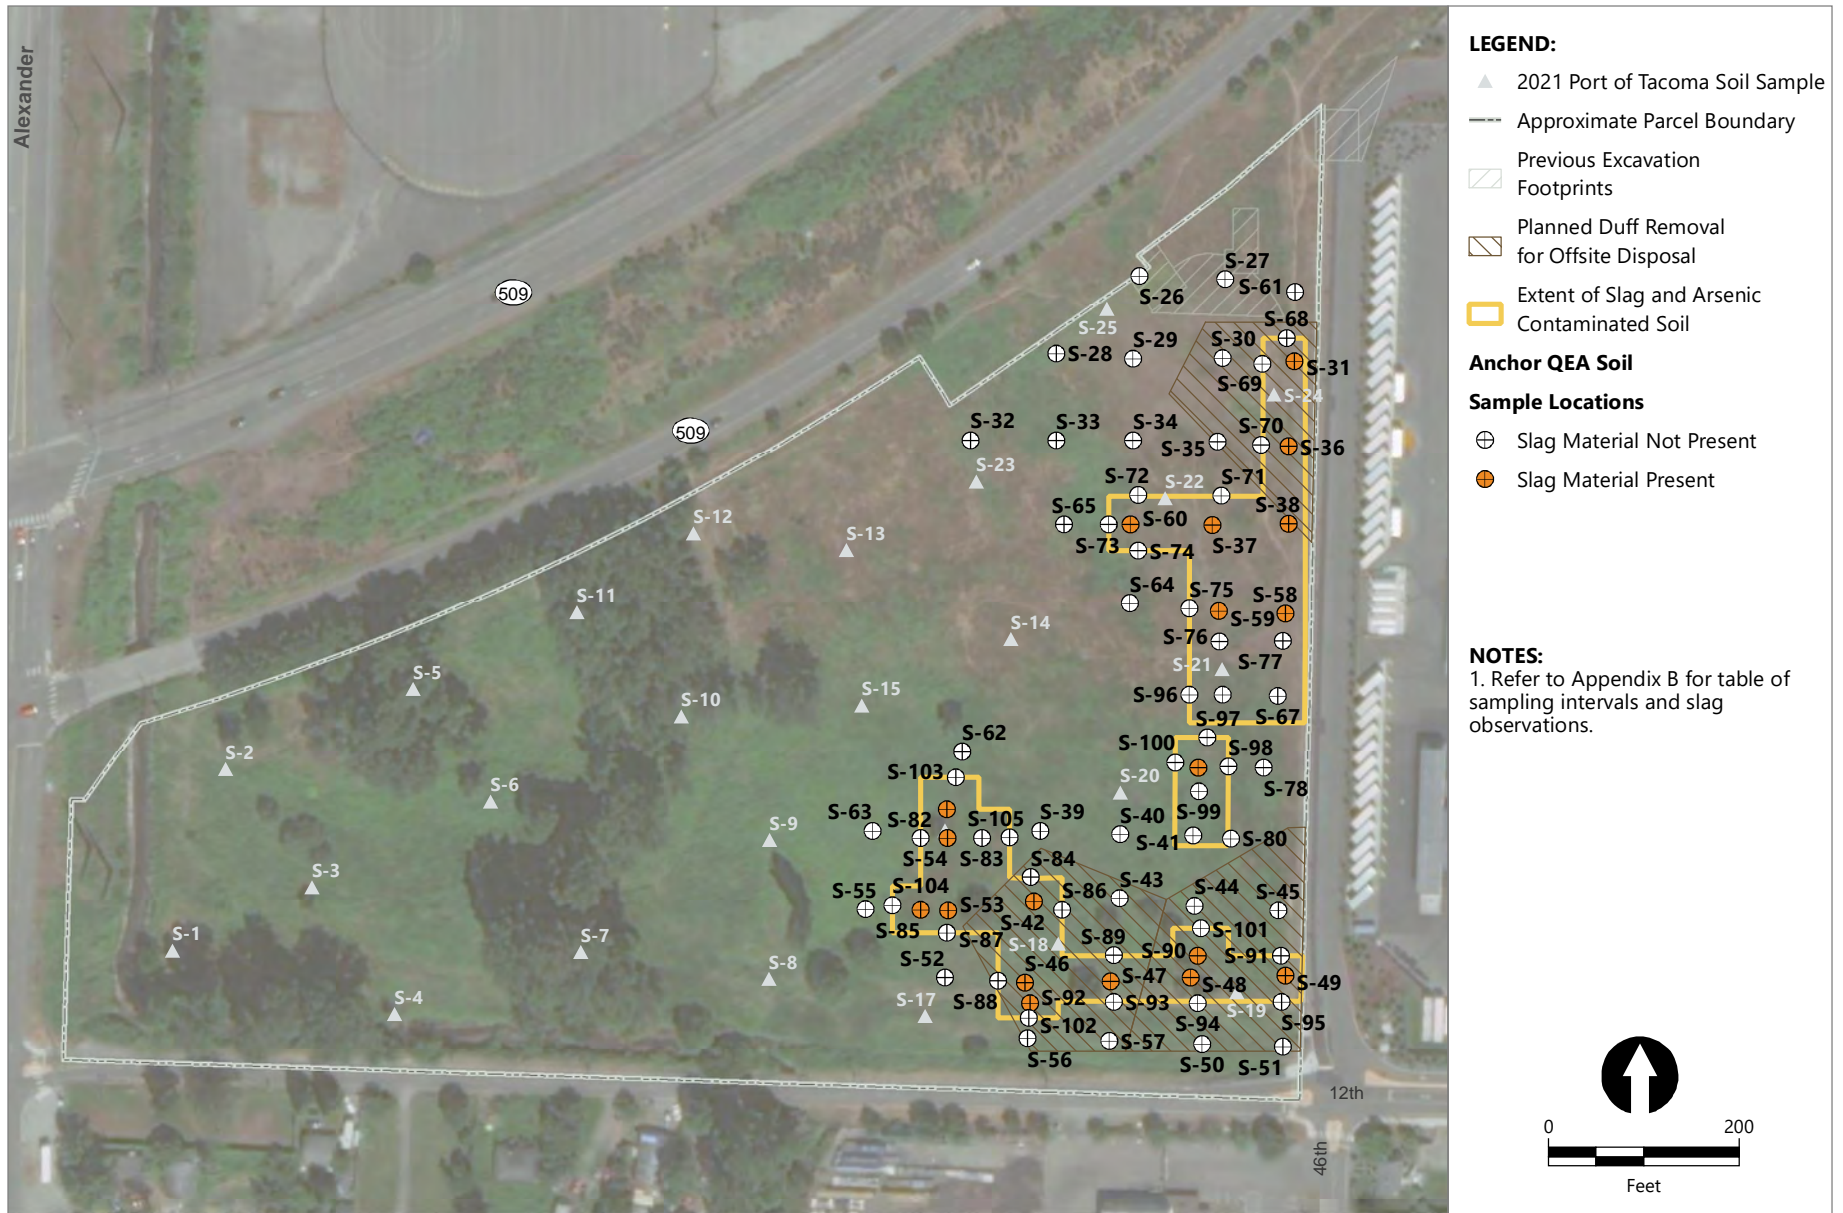 Alexander
509
509
S-27
S-61
S-26
S-25
S-68
S-28
S-29
S-30
S-31
S-69
S-24
S-32
S-33
S-34
S-35
S-70
S-36
S-23
S-72
S-22
S-71
S-38
S-65
S-60
S-73
S-37
S-74
S-12
S-13
S-64
S-75
S-58
S-59
S-11
S-14
S-76
S-21
S-77
S-5
S-10
S-15
S-96
S-67
S-97
S-62
S-100
S-98
S-2
S-103
S-20
S-78
S-6
S-63
S-82
S-105
S-39
S-40
S-99
S-9
S-41
S-80
S-54
S-83
S-84
S-3
S-55
S-104
S-86
S-43
S-44
S-45
S-53
S-42
S-85
S-87
S-18
S-89
S-90
S-101
S-91
S-1
S-7
S-8
S-52
S-46
S-47
S-48
S-49
S-88
S-92
S-93
S-19
S-4
S-17
S-102
S-94
S-95
S-56
S-57
S-50
S-51
12th
46th
LEGEND:
2021 Port of Tacoma Soil Sample
Approximate Parcel Boundary
Previous Excavation
Footprints
Planned Duff Removal
for Offsite Disposal
Extent of Slag and Arsenic
Contaminated Soil
Anchor QEA Soil
Sample Locations
Slag Material Not Present
Slag Material Present
NOTES:
1. Refer to Appendix B for table of
sampling intervals and slag
observations.
0 200
Feet